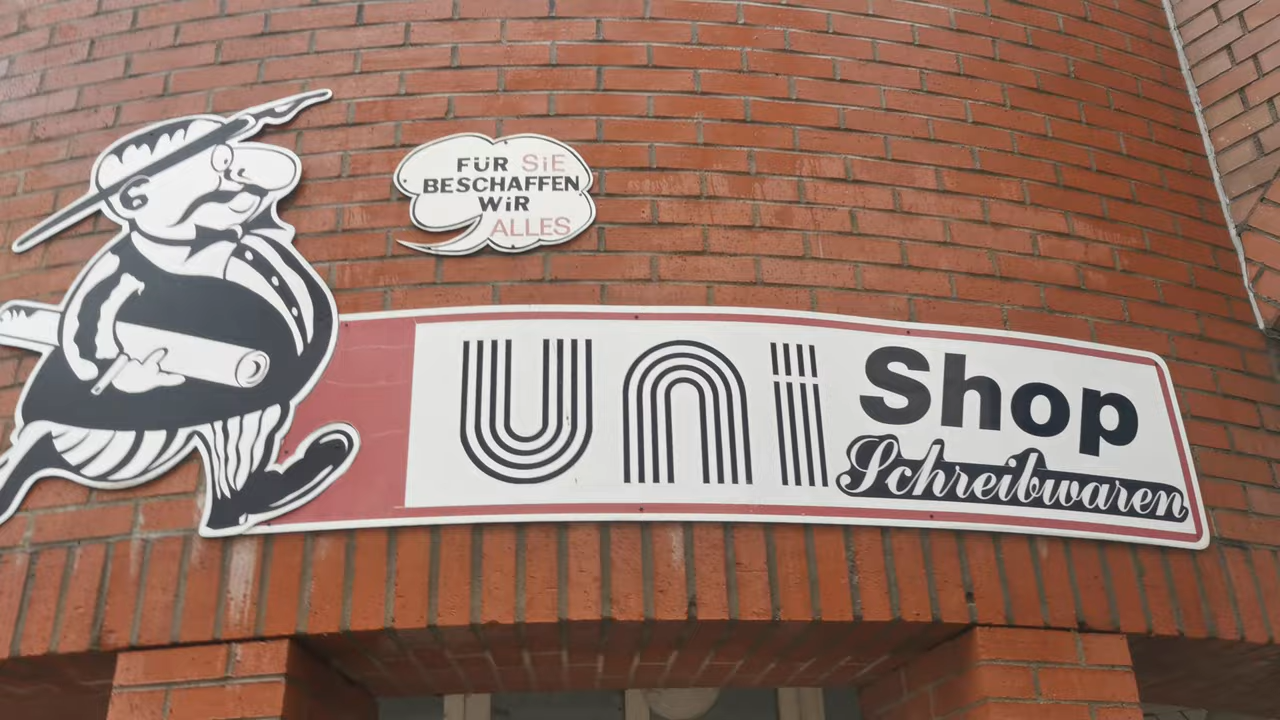 FÜR SiE
BESCHAFFEN
WiR
ALLES
uni Shop
Schreibwaren